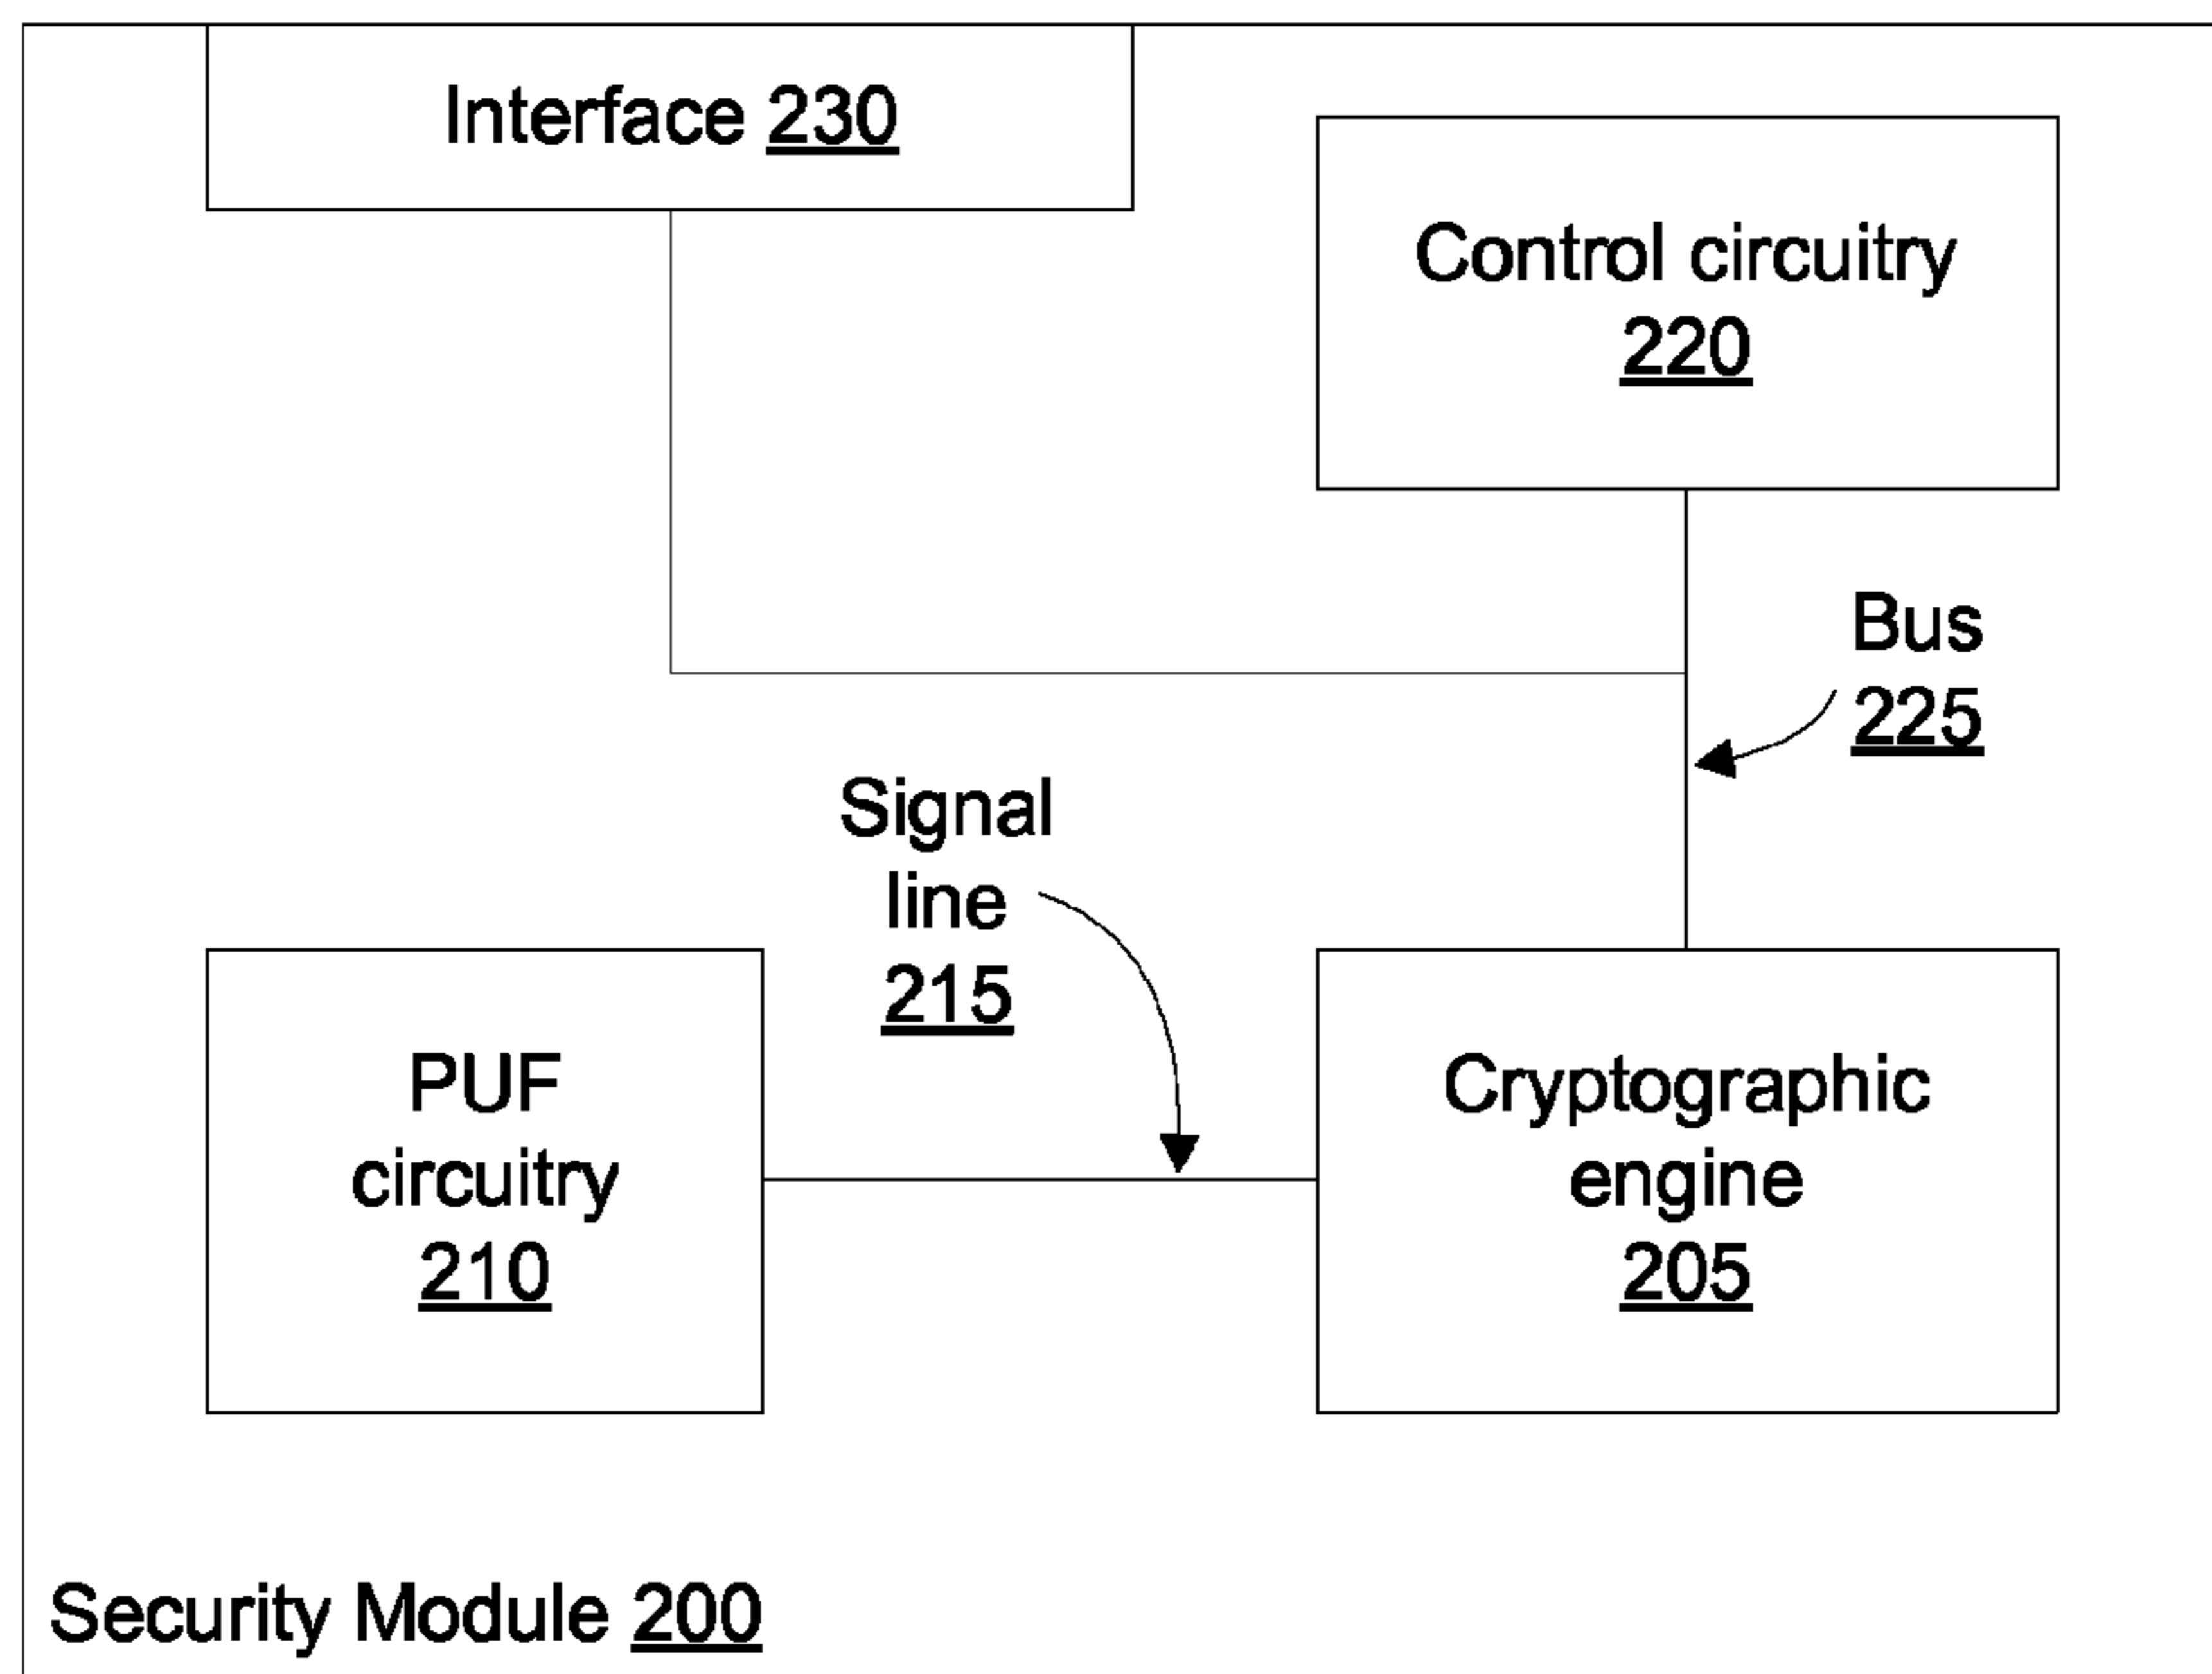 Interface 230
Control circuitry
220
Bus
225
Signal
line
215
PUF
circuitry
210
Cryptographic
engine
205
Security Module 200